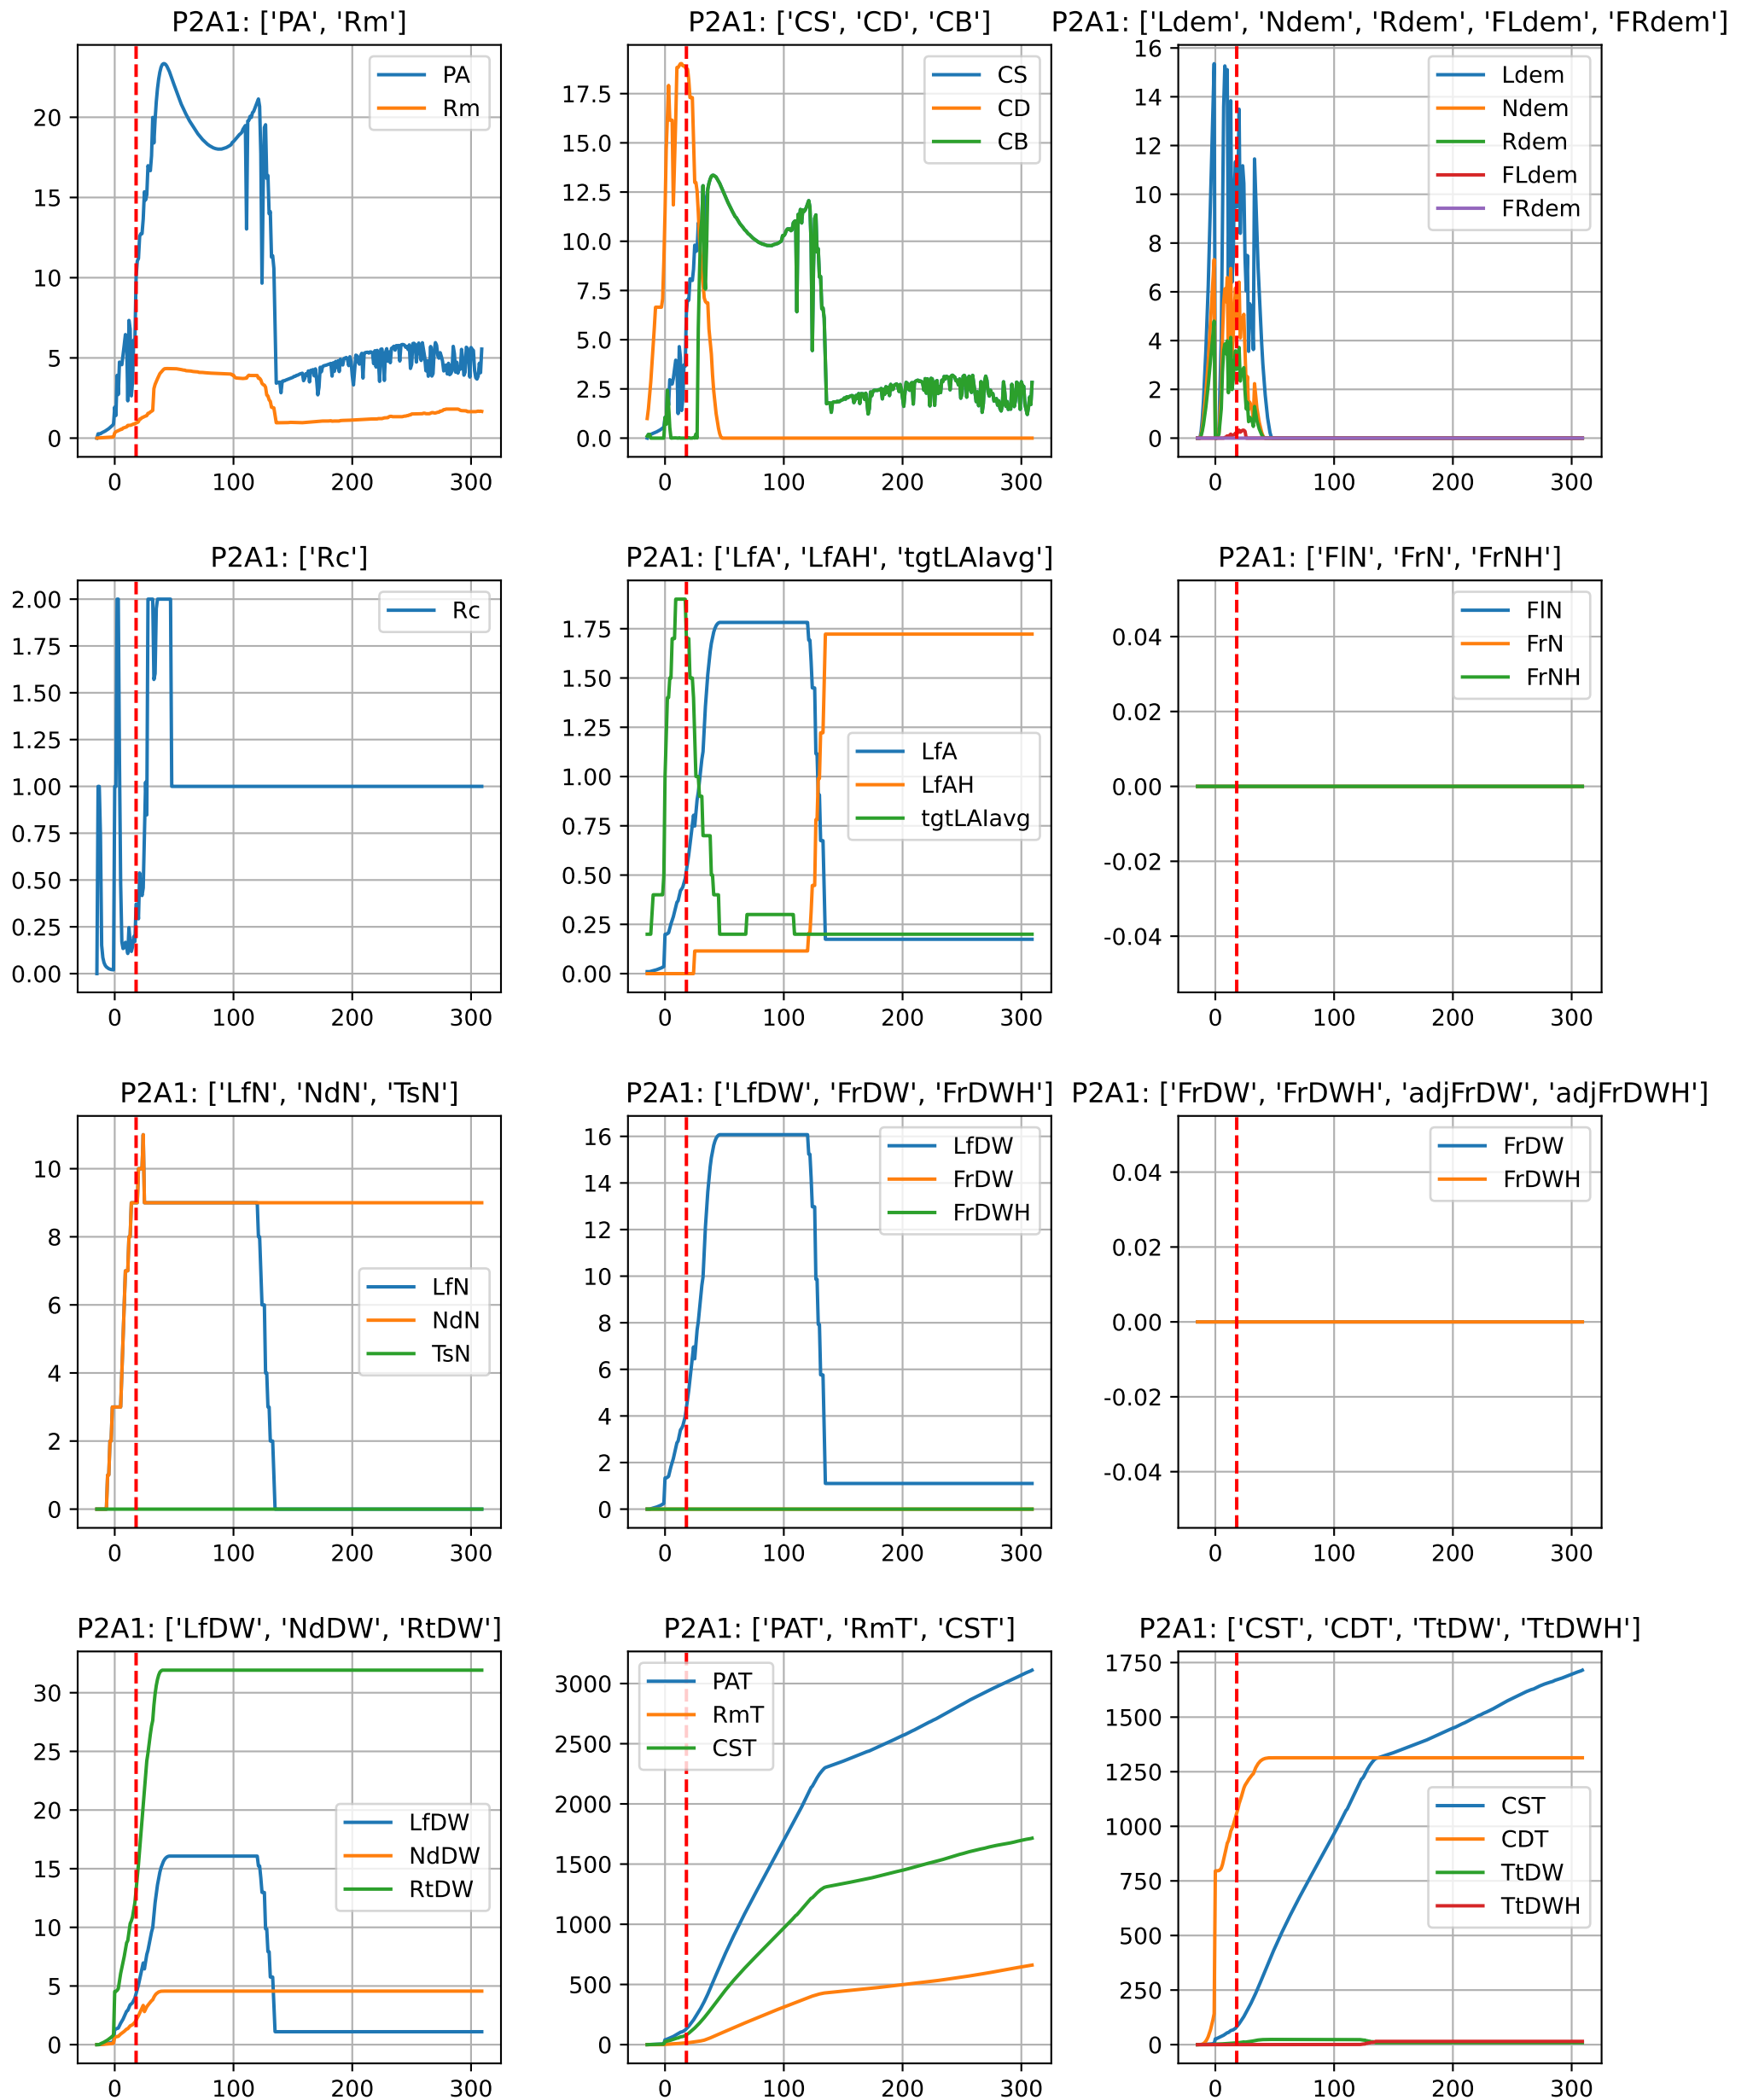 P2A1: ['PA', 'Rm']
PA
Rm
20
15
10
5
0
0 100 200 300
P2A1: ['CS', 'CD', 'CB']
CS
CD
CB
17.5
15.0
12.5
10.0
7.5
5.0
2.5
0.0
0 100 200 300
P2A1: ['Ldem', 'Ndem', 'Rdem', 'FLdem', 'FRdem']
Ldem
Ndem
Rdem
FLdem
FRdem
16
14
12
10
8
6
4
2
0
0 100 200 300
P2A1: ['Rc']
Rc
2.00
1.75
1.50
1.25
1.00
0.75
0.50
0.25
0.00
0 100 200 300
P2A1: ['LfA', 'LfAH', 'tgtLAIavg']
LfA
LfAH
tgtLAIavg
1.75
1.50
1.25
1.00
0.75
0.50
0.25
0.00
0 100 200 300
P2A1: ['FlN', 'FrN', 'FrNH']
FlN
FrN
FrNH
0.04
0.02
0.00
-0.02
-0.04
0 100 200 300
P2A1: ['LfN', 'NdN', 'TsN']
LfN
NdN
TsN
10
8
6
4
2
0
0 100 200 300
P2A1: ['LfDW', 'FrDW', 'FrDWH']
LfDW
FrDW
FrDWH
16
14
12
10
8
6
4
2
0
0 100 200 300
P2A1: ['FrDW', 'FrDWH', 'adjFrDW', 'adjFrDWH']
FrDW
FrDWH
0.04
0.02
0.00
-0.02
-0.04
0 100 200 300
P2A1: ['LfDW', 'NdDW', 'RtDW']
LfDW
NdDW
RtDW
30
25
20
15
10
5
0
0 100 200 300
P2A1: ['PAT', 'RmT', 'CST']
PAT
RmT
CST
3000
2500
2000
1500
1000
500
0
0 100 200 300
P2A1: ['CST', 'CDT', 'TtDW', 'TtDWH']
CST
CDT
TtDW
TtDWH
1750
1500
1250
1000
750
500
250
0
0 100 200 300